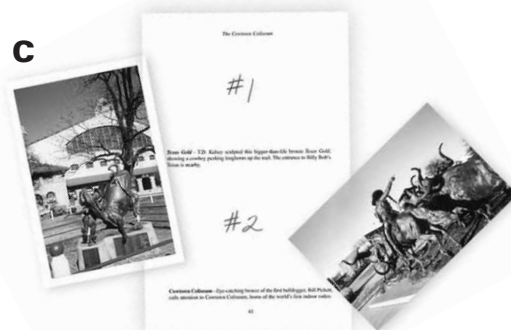 C
The Cowtown Coliseum
#1
Texas Gold – T.D. Kelsey sculpted this bigger-than-life bronze Texas Gold,
showing a cowboy pushing longhorns up the trail. The entrance to Billy Bob's
Texas is nearby.
#2
Cowtown Coliseum – Eye-catching bronze of the first bulldogger, Bill Pickett,
calls attention to Cowtown Coliseum, home of the world's first indoor rodeo.